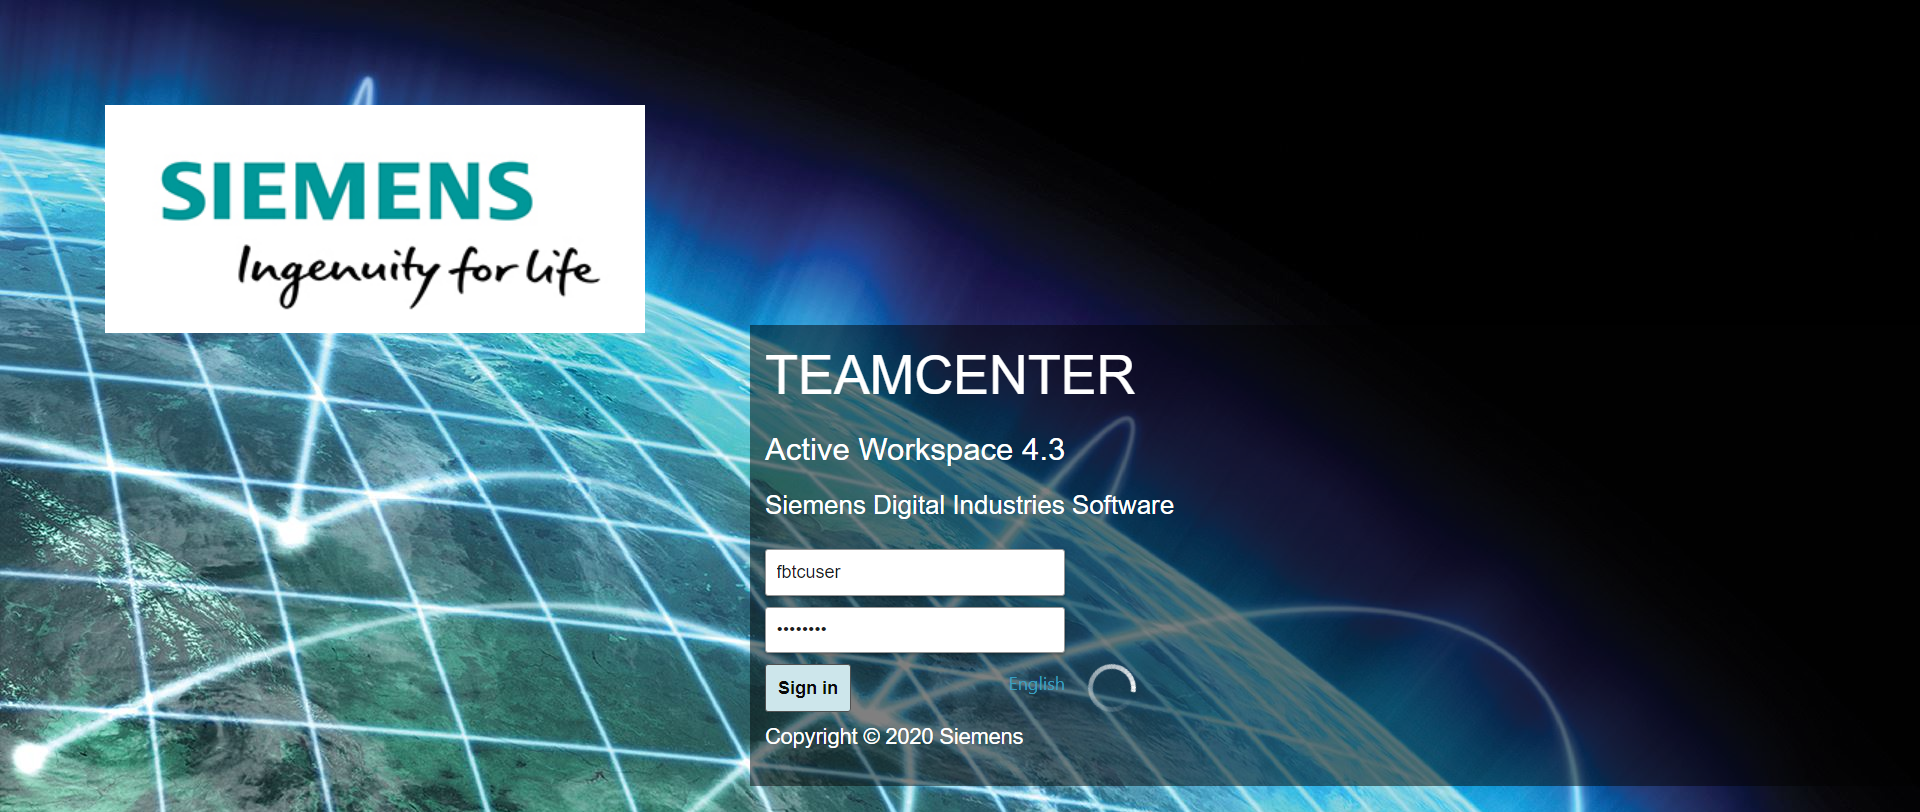 SIEMENS
Ingenuity for life
TEAMCENTER
Active Workspace 4.3
Siemens Digital Industries Software
fbtcuser
••••••••
Sign in
English
Copyright © 2020 Siemens